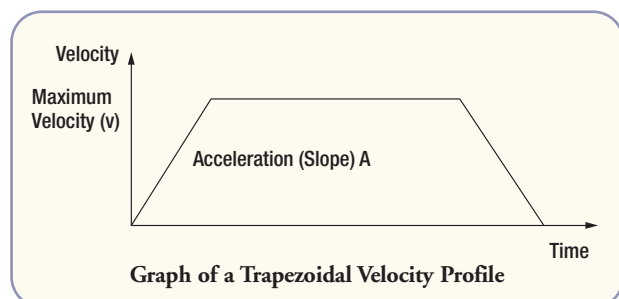 Velocity
Maximum
Velocity (v)
Acceleration (Slope) A
Time
Graph of a Trapezoidal Velocity Profile